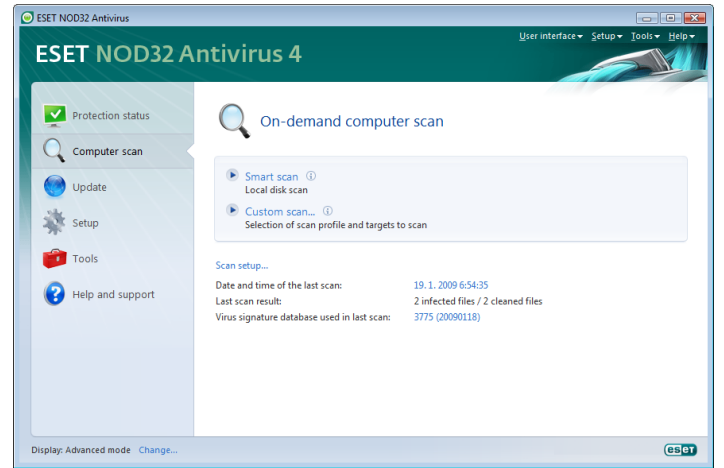 ESET NOD32 Antivirus
User interface Setup Tools Help
ESET NOD32 Antivirus 4
Protection status
Computer scan
Update
Setup
Tools
Help and support
On-demand computer scan
Smart scan
Local disk scan
Custom scan...
Selection of scan profile and targets to scan
Scan setup...
Date and time of the last scan: 19. 1. 2009 6:54:35
Last scan result: 2 infected files / 2 cleaned files
Virus signature database used in last scan: 3775 (20090118)
Display: Advanced mode Change...
eseT